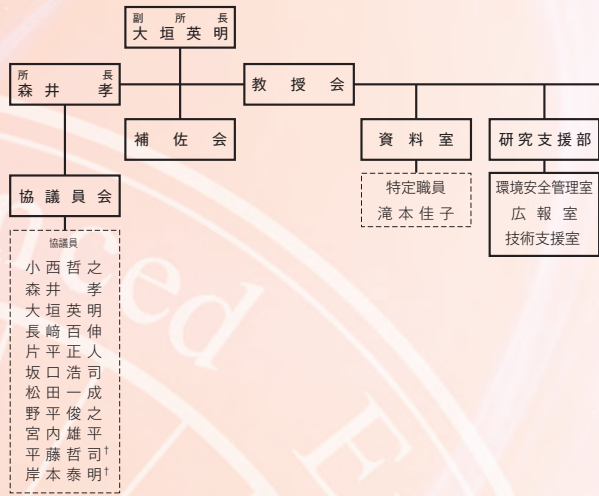 副所長
大垣英明
所長
森井孝
教授会
補佐会
資料室
研究支援部
協議員会
特定職員
滝本佳子
環境安全管理室
広報室
技術支援室
協議員
小西哲之
森井孝
大垣英明
長﨑百伸
片平正人
坂口浩司
松田一成
野平俊之
宮内雄平
平藤哲司†
岸本泰明†
nced
E